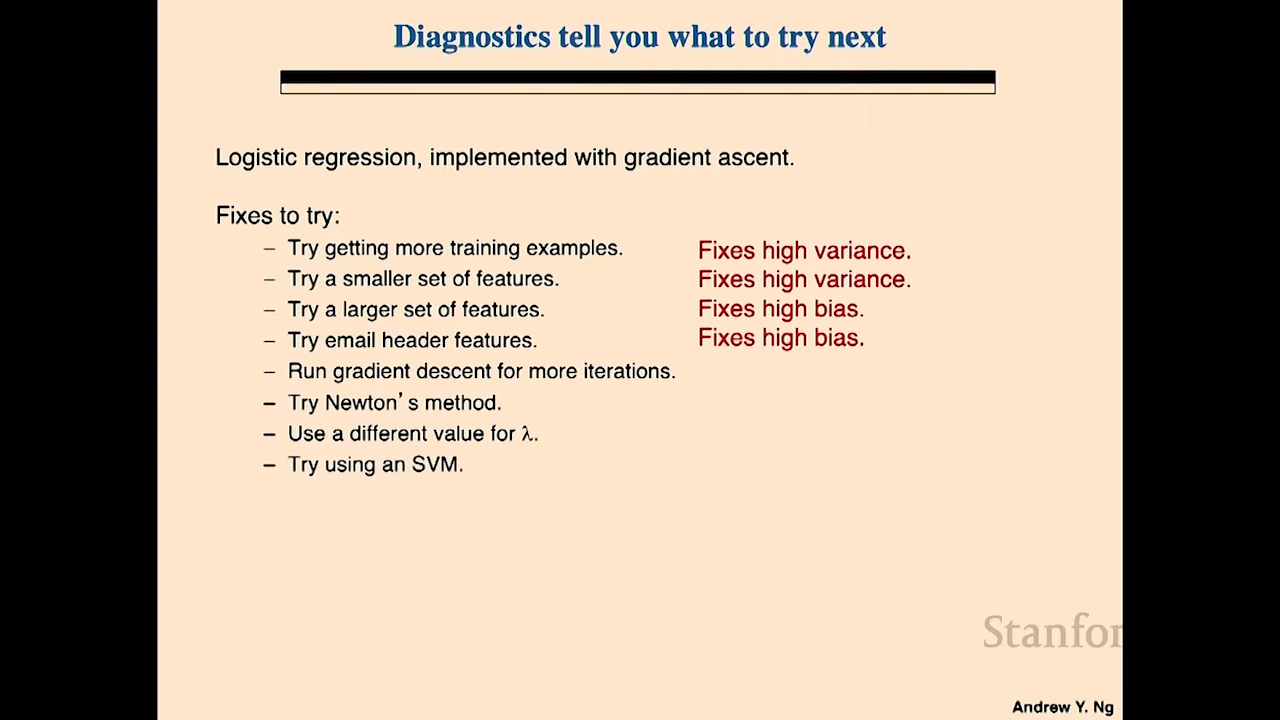 Diagnostics tell you what to try next
Logistic regression, implemented with gradient ascent.
Fixes to try:
– Try getting more training examples. Fixes high variance.
– Try a smaller set of features. Fixes high variance.
– Try a larger set of features. Fixes high bias.
– Try email header features. Fixes high bias.
– Run gradient descent for more iterations.
– Try Newton's method.
– Use a different value for λ.
– Try using an SVM.
Stanfor
Andrew Y. Ng